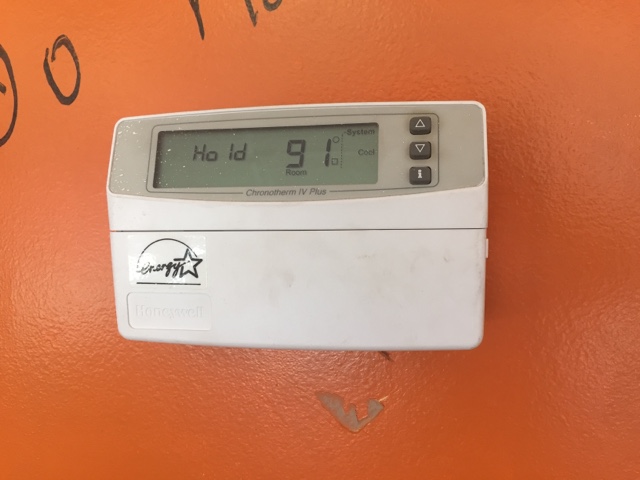 Hold 91° System
Cool
Room
i
Chronotherm IV Plus
energy
Honeywell